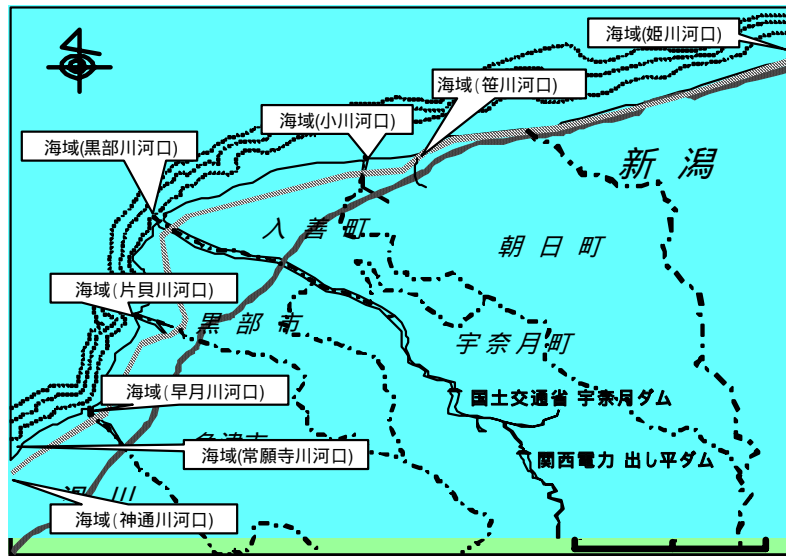 海域(姫川河口)
海域(笹川河口)
海域(小川河口)
海域(黒部川河口)
新潟
入善町
朝日町
海域(片貝川河口)
黒部市
宇奈月町
海域(早月川河口)
国土交通省 宇奈月ダム
海域(常願寺川河口)
関西電力 出し平ダム
海域(神通川河口)